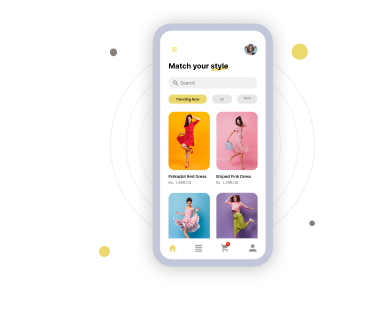 Match your style
Search
Trending Now
All
New
Polkadot Red Dress
Striped Pink Dress
Rs. 1,499.00
Rs. 1,299.00